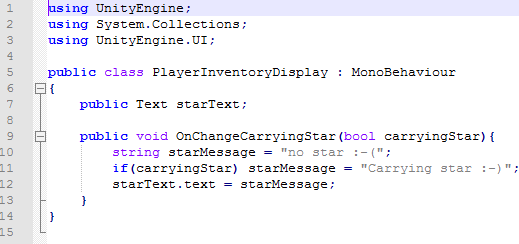 1 using UnityEngine;
2 using System.Collections;
3 using UnityEngine.UI;
4
5 public class PlayerInventoryDisplay : MonoBehaviour
6 {
7     public Text starText;
8
9     public void OnChangeCarryingStar(bool carryingStar){
10         string starMessage = "no star :-(";
11         if(carryingStar) starMessage = "Carrying star :-)";
12         starText.text = starMessage;
13     }
14 }
15